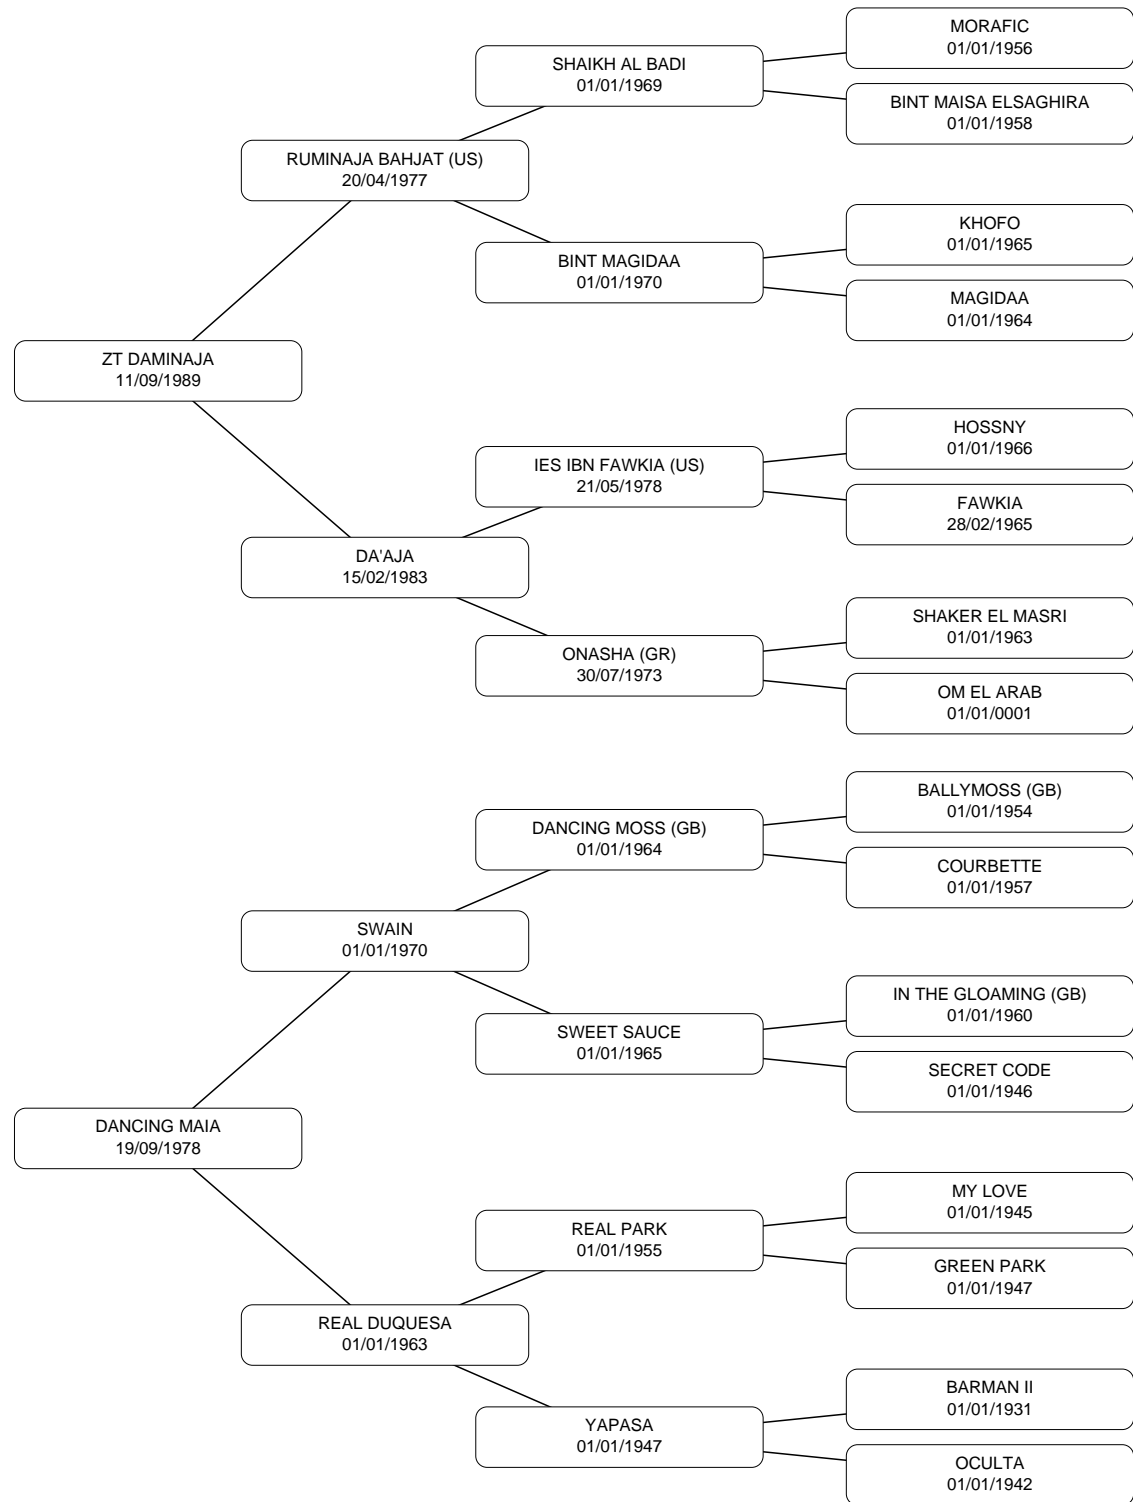 MORAFIC
01/01/1956
SHAIKH AL BADI
01/01/1969
BINT MAISA ELSAGHIRA
01/01/1958
RUMINAJA BAHJAT (US)
20/04/1977
KHOFO
01/01/1965
BINT MAGIDAA
01/01/1970
MAGIDAA
01/01/1964
ZT DAMINAJA
11/09/1989
HOSSNY
01/01/1966
IES IBN FAWKIA (US)
21/05/1978
FAWKIA
28/02/1965
DA'AJA
15/02/1983
SHAKER EL MASRI
01/01/1963
ONASHA (GR)
30/07/1973
OM EL ARAB
01/01/0001
BALLYMOSS (GB)
01/01/1954
DANCING MOSS (GB)
01/01/1964
COURBETTE
01/01/1957
SWAIN
01/01/1970
IN THE GLOAMING (GB)
01/01/1960
SWEET SAUCE
01/01/1965
SECRET CODE
01/01/1946
DANCING MAIA
19/09/1978
MY LOVE
01/01/1945
REAL PARK
01/01/1955
GREEN PARK
01/01/1947
REAL DUQUESA
01/01/1963
BARMAN II
01/01/1931
YAPASA
01/01/1947
OCULTA
01/01/1942